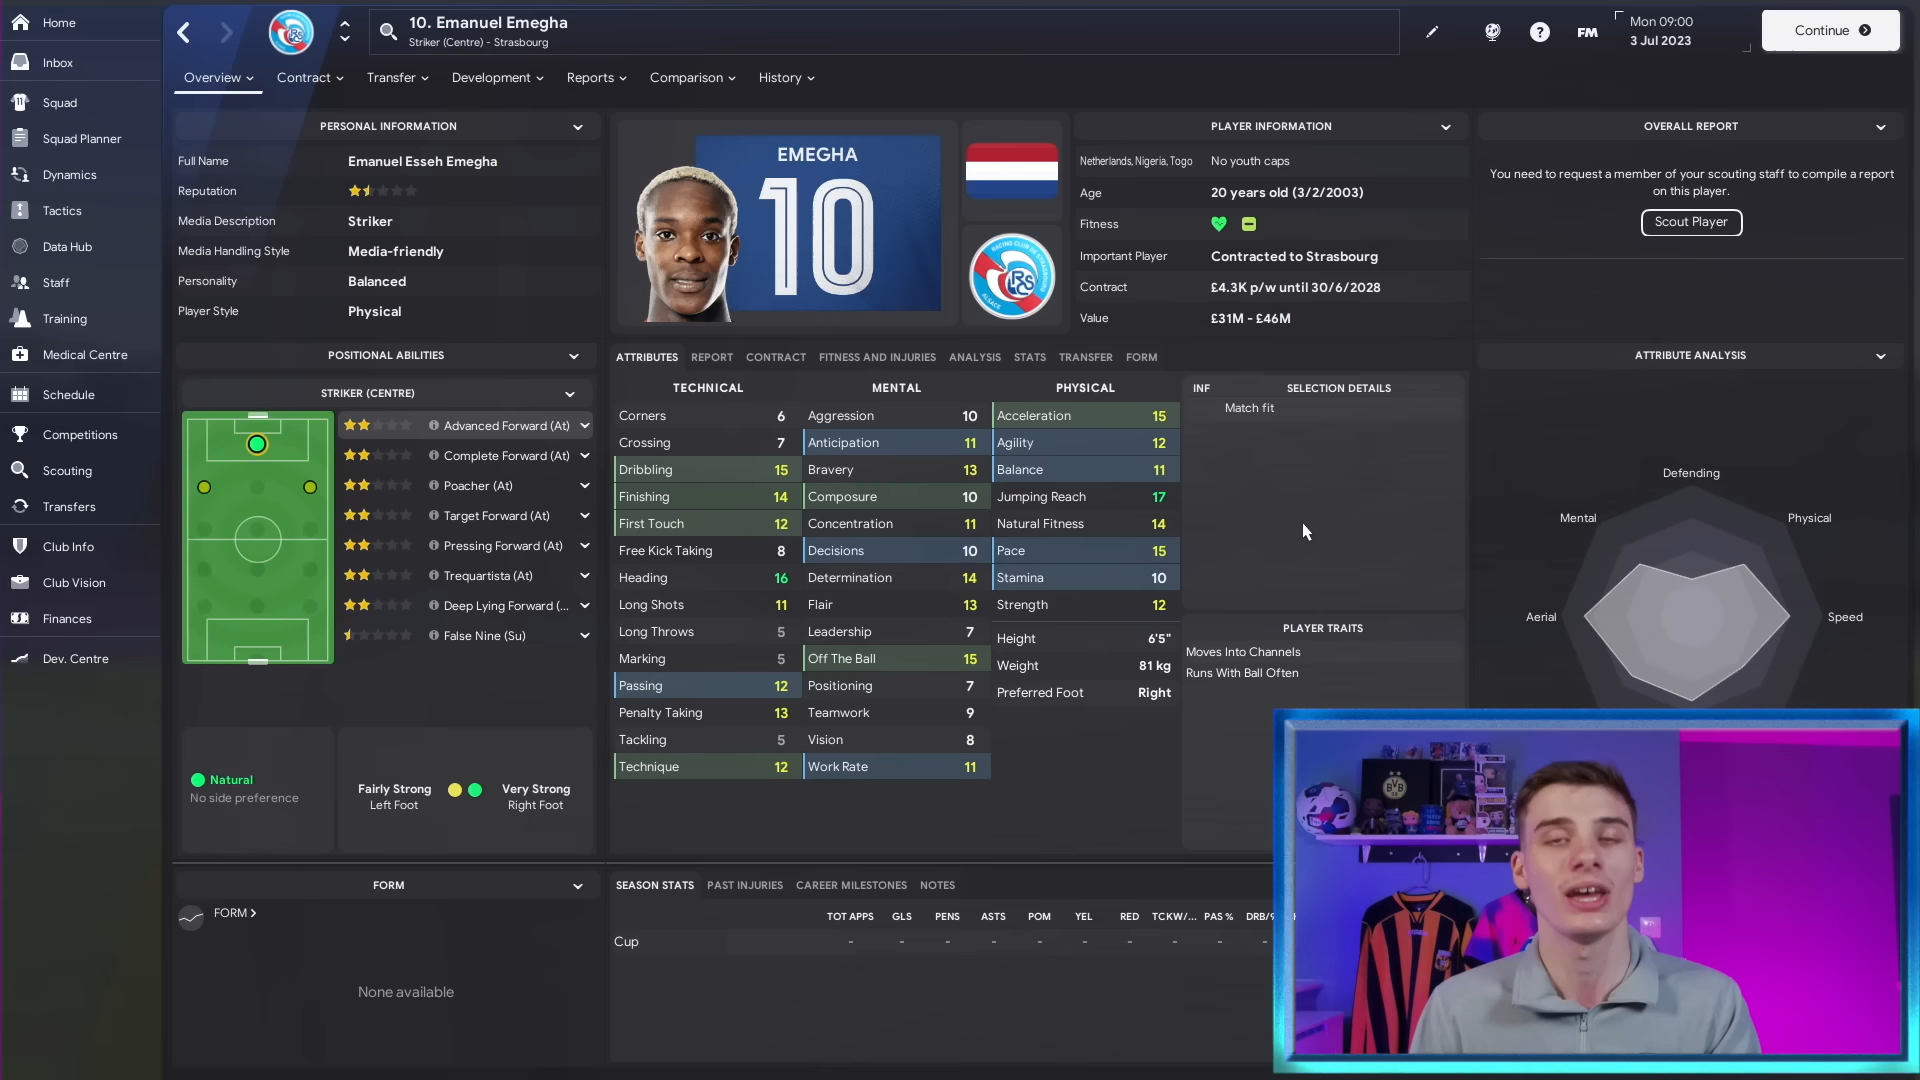 Home
Inbox
Squad
Squad Planner
Dynamics
Tactics
Data Hub
Staff
Training
Medical Centre
Schedule
Competitions
Scouting
Transfers
Club Info
Club Vision
Finances
Dev. Centre
10. Emanuel Emegha
Striker (Centre) - Strasbourg
FM
Mon 09:00
3 Jul 2023
Continue
Overview
Contract
Transfer
Development
Reports
Comparison
History
PERSONAL INFORMATION
Full Name Emanuel Esseh Emegha
Reputation
Media Description Striker
Media Handling Style Media-friendly
Personality Balanced
Player Style Physical
EMEGHA
10
RACING CLUB DE STRASBOURG
ALSACE
PLAYER INFORMATION
Netherlands, Nigeria, Togo No youth caps
Age 20 years old (3/2/2003)
Fitness
Important Player Contracted to Strasbourg
Contract £4.3K p/w until 30/6/2028
Value £31M - £46M
OVERALL REPORT
You need to request a member of your scouting staff to compile a report
on this player.
Scout Player
POSITIONAL ABILITIES
STRIKER (CENTRE)
Advanced Forward (At)
Complete Forward (At)
Poacher (At)
Target Forward (At)
Pressing Forward (At)
Trequartista (At)
Deep Lying Forward (...
False Nine (Su)
Natural
No side preference
Fairly Strong
Left Foot
Very Strong
Right Foot
ATTRIBUTES REPORT CONTRACT FITNESS AND INJURIES ANALYSIS STATS TRANSFER FORM
TECHNICAL
Corners 6
Crossing 7
Dribbling 15
Finishing 14
First Touch 12
Free Kick Taking 8
Heading 16
Long Shots 11
Long Throws 5
Marking 5
Passing 12
Penalty Taking 13
Tackling 5
Technique 12
MENTAL
Aggression 10
Anticipation 11
Bravery 13
Composure 10
Concentration 11
Decisions 10
Determination 14
Flair 13
Leadership 7
Off The Ball 15
Positioning 7
Teamwork 9
Vision 8
Work Rate 11
PHYSICAL
Acceleration 15
Agility 12
Balance 11
Jumping Reach 17
Natural Fitness 14
Pace 15
Stamina 10
Strength 12
Height 6'5"
Weight 81 kg
Preferred Foot Right
INF SELECTION DETAILS
Match fit
PLAYER TRAITS
Moves Into Channels
Runs With Ball Often
ATTRIBUTE ANALYSIS
Defending
Mental
Physical
Aerial
Speed
FORM
FORM
None available
SEASON STATS PAST INJURIES CAREER MILESTONES NOTES
TOT APPS GLS PENS ASTS POM YEL RED TCKW/... PAS %
Cup - - - - - - - - - -
BVB
09